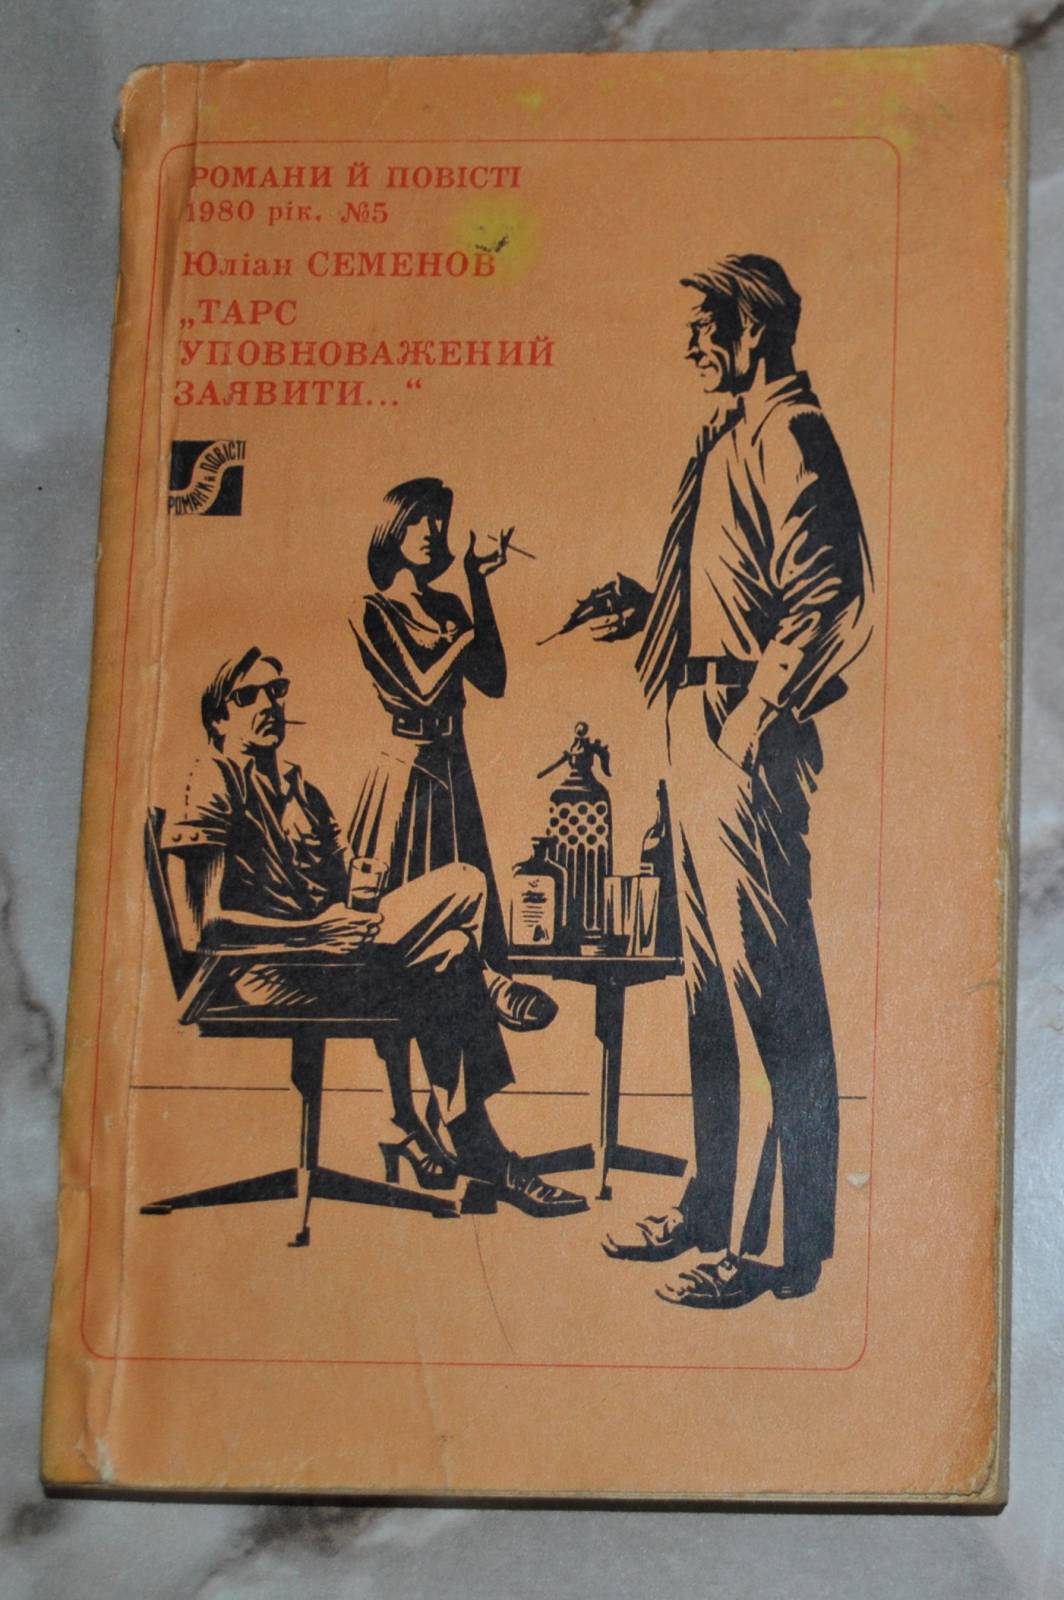 РОМАНИ Й ПОВІСТІ
1980 рік. №5
Юліан СЕМЕНОВ
„ТАРС
УПОВНОВАЖЕНИЙ
ЗАЯВИТИ...“
РОМАНИ Й ПОВІСТІ